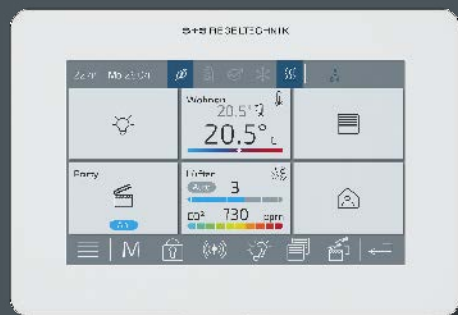 S+S REGELTECHNIK
Wohnen
20.5°
20.5°
Party
Lüfter
Auto
3
CO²
730
ppm
M